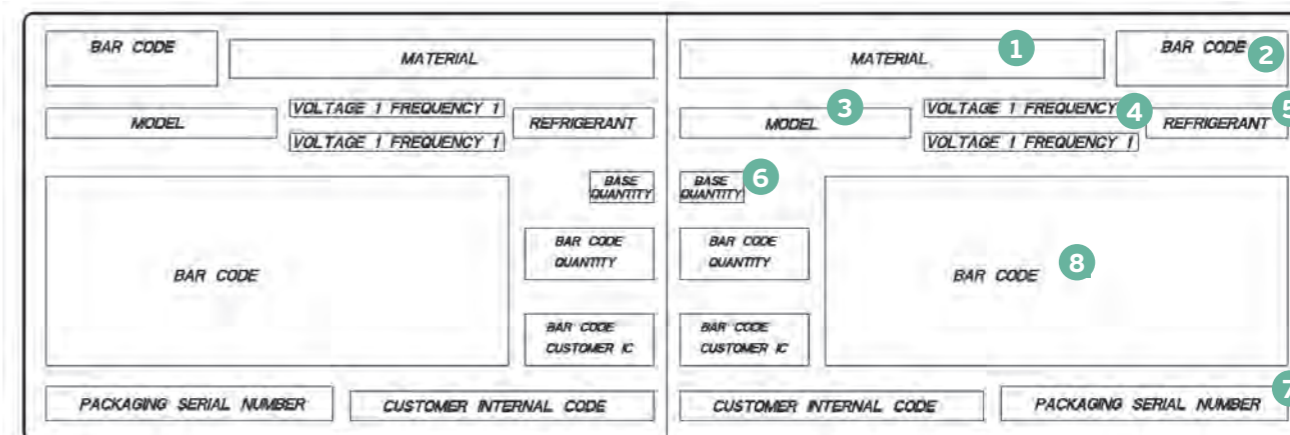 BAR CODE MATERIAL MATERIAL 1 BAR CODE 2
MODEL VOLTAGE 1 FREQUENCY 1 REFRIGERANT MODEL 3 VOLTAGE 1 FREQUENCY 4 REFRIGERANT 5
VOLTAGE 1 FREQUENCY 1 VOLTAGE 1 FREQUENCY 1
BASE QUANTITY BASE QUANTITY 6
BAR CODE QUANTITY BAR CODE QUANTITY
BAR CODE BAR CODE 8
BAR CODE CUSTOMER IC BAR CODE CUSTOMER IC
PACKAGING SERIAL NUMBER CUSTOMER INTERNAL CODE CUSTOMER INTERNAL CODE PACKAGING SERIAL NUMBER 7